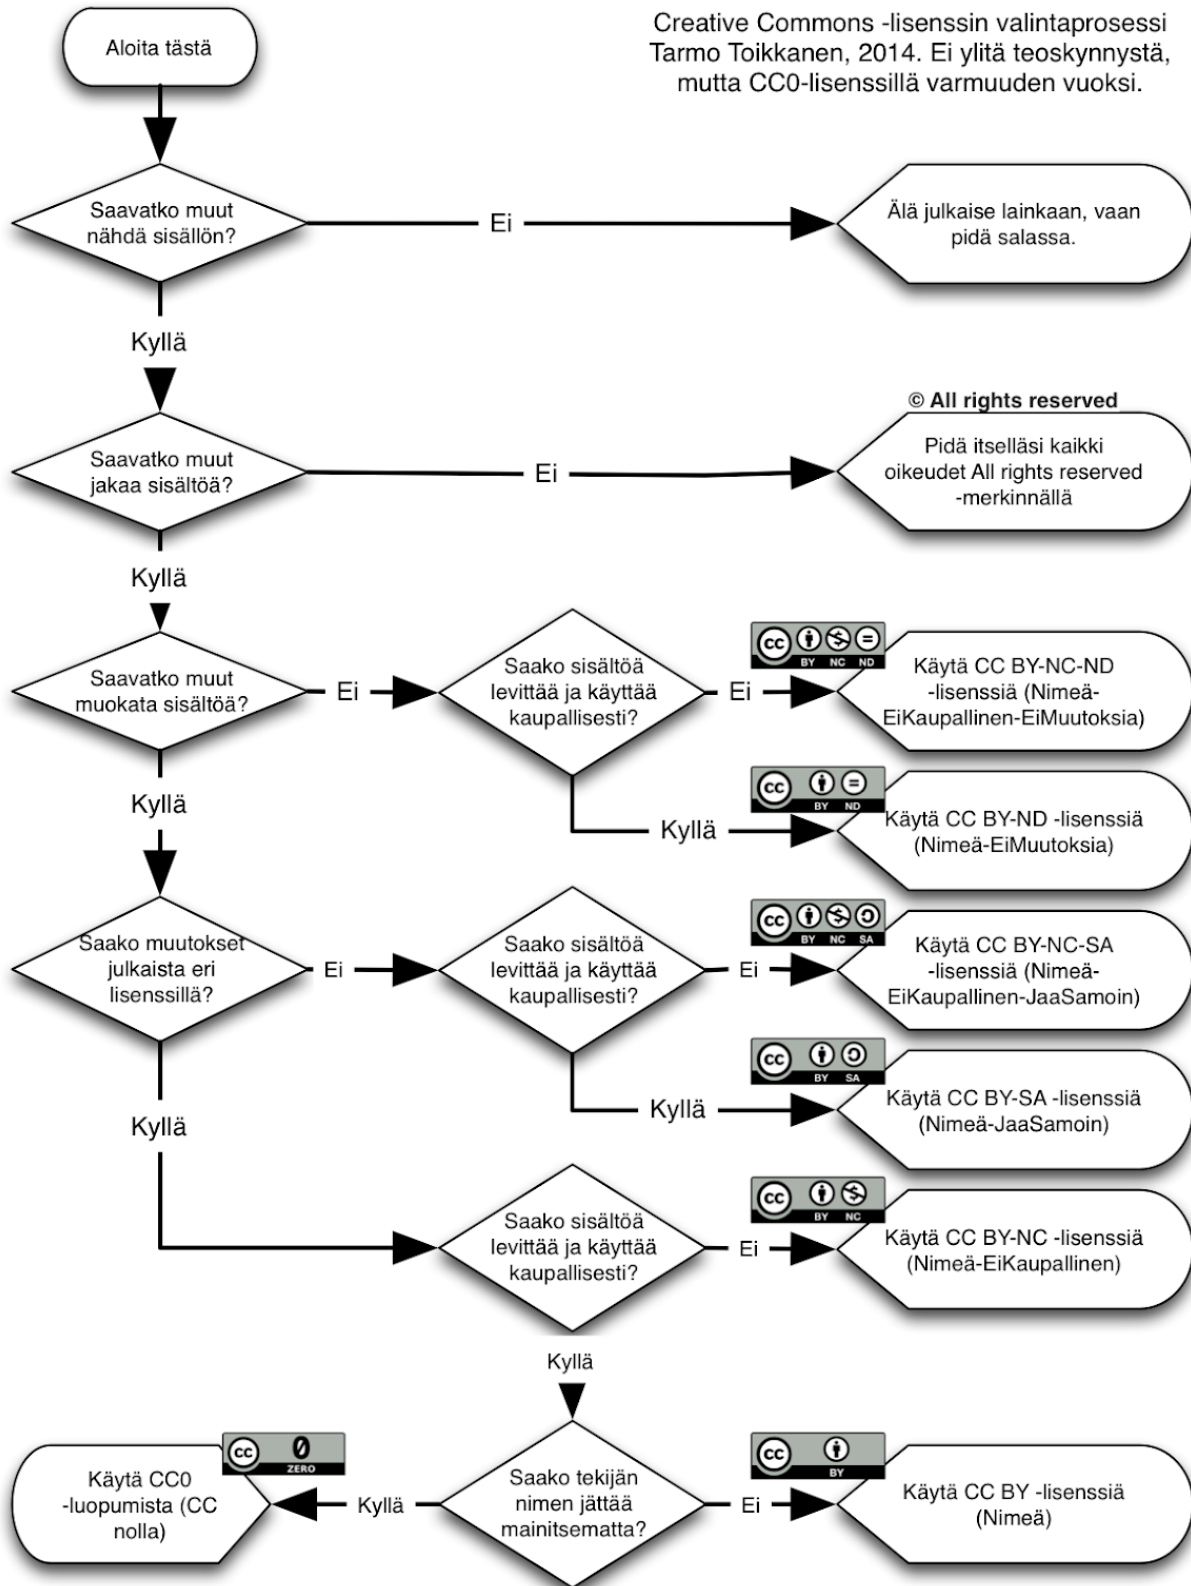 Creative Commons -lisenssin valintaprosessi
Tarmo Toikkanen, 2014. Ei ylitä teoskynnystä,
mutta CC0-lisenssillä varmuuden vuoksi.
Aloita tästä
Saavatko muut
nähdä sisällön?
Ei
Älä julkaise lainkaan, vaan
pidä salassa.
Kyllä
© All rights reserved
Saavatko muut
jakaa sisältöä?
Ei
Pidä itselläsi kaikki
oikeudet All rights reserved
-merkinnällä
Kyllä
Saavatko muut
muokata sisältöä?
Ei
Saako sisältöä
levittää ja käyttää
kaupallisesti?
Ei
cc
BY NC ND
Käytä CC BY-NC-ND
-lisenssiä (Nimeä-
EiKaupallinen-EiMuutoksia)
Kyllä
cc
BY ND
Käytä CC BY-ND -lisenssiä
(Nimeä-EiMuutoksia)
Kyllä
Saako muutokset
julkaista eri
lisenssillä?
Ei
Saako sisältöä
levittää ja käyttää
kaupallisesti?
Ei
cc
BY NC SA
Käytä CC BY-NC-SA
-lisenssiä (Nimeä-
EiKaupallinen-JaaSamoin)
Kyllä
cc
BY SA
Käytä CC BY-SA -lisenssiä
(Nimeä-JaaSamoin)
Kyllä
Saako sisältöä
levittää ja käyttää
kaupallisesti?
Ei
cc
BY NC
Käytä CC BY-NC -lisenssiä
(Nimeä-EiKaupallinen)
Kyllä
Saako tekijän
nimen jättää
mainitsematta?
Kyllä
cc 0
ZERO
Käytä CC0
-luopumista (CC
nolla)
Ei
cc
BY
Käytä CC BY -lisenssiä
(Nimeä)